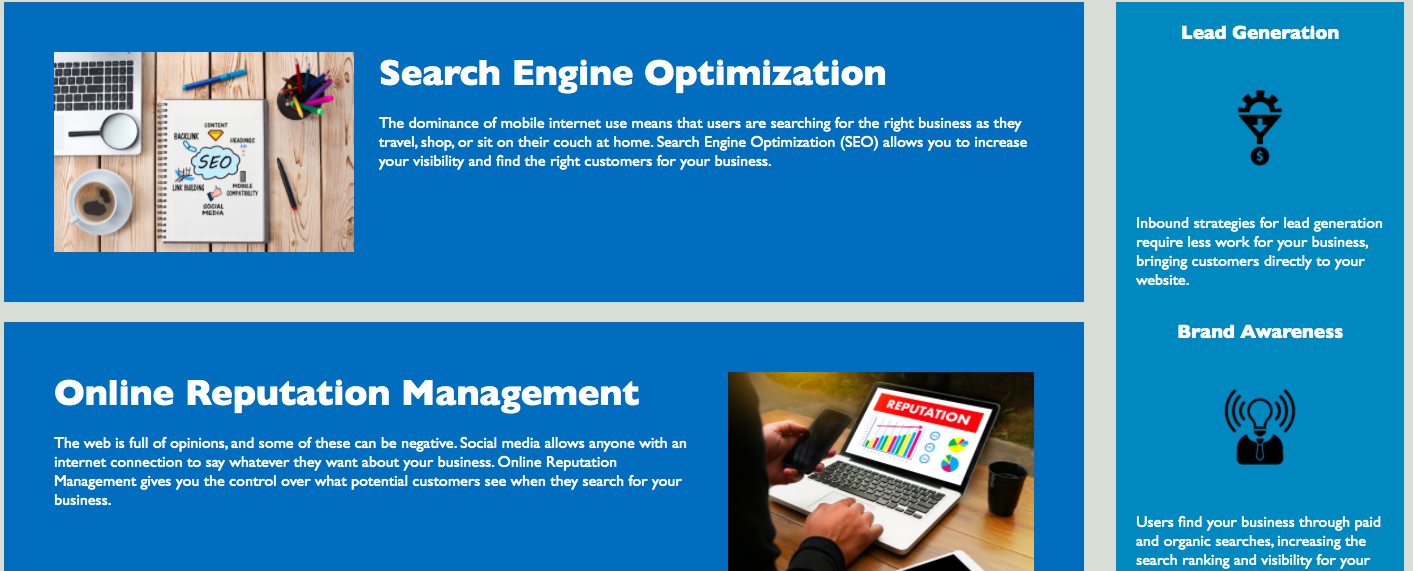 Search Engine Optimization
The dominance of mobile internet use means that users are searching for the right business as they
travel, shop, or sit on their couch at home. Search Engine Optimization (SEO) allows you to increase
your visibility and find the right customers for your business.
CONTENT
BACKLINK
HEADINGS
SEO
LINK BUILDING
MOBILE
COMPATIBILITY
SOCIAL
MEDIA
Online Reputation Management
The web is full of opinions, and some of these can be negative. Social media allows anyone with an
internet connection to say whatever they want about your business. Online Reputation
Management gives you the control over what potential customers see when they search for your
business.
REPUTATION
Lead Generation
$
Inbound strategies for lead generation
require less work for your business,
bringing customers directly to your
website.
Brand Awareness
Users find your business through paid
and organic searches, increasing the
search ranking and visibility for your